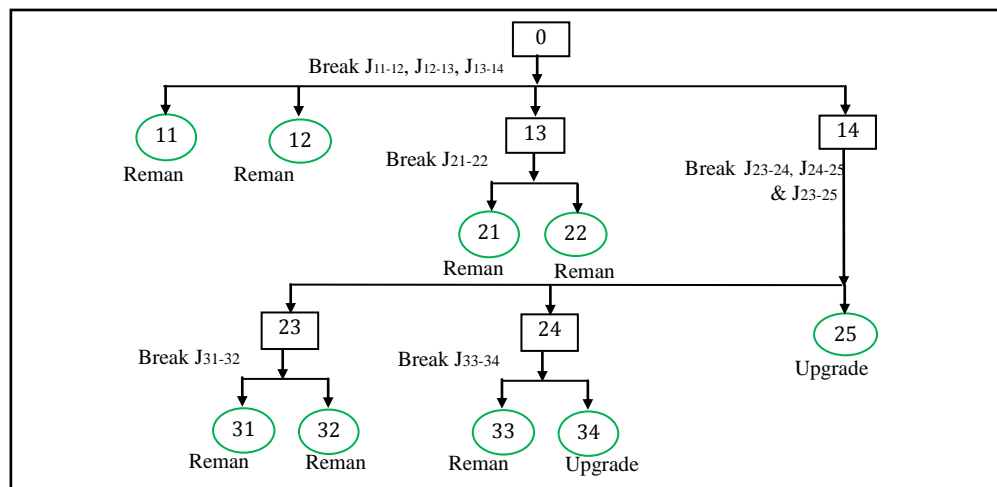 0
Break J11-12, J12-13, J13-14
11
12
13
14
Reman
Reman
Break J21-22
Break J23-24, J24-25
& J23-25
21
22
Reman
Reman
23
24
25
Break J31-32
Break J33-34
Upgrade
31
32
33
34
Reman
Reman
Reman
Upgrade